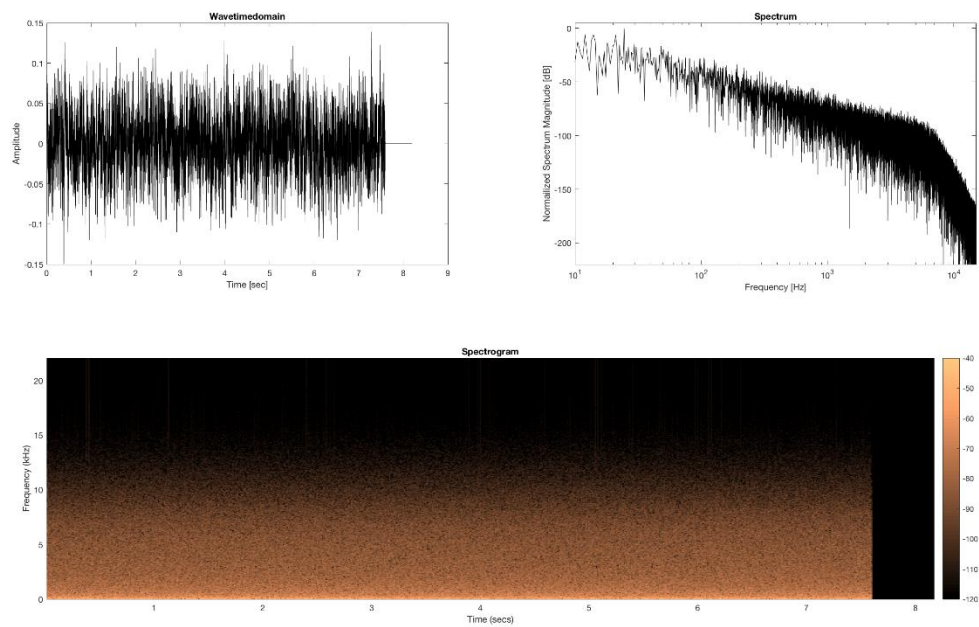 Wavetimedomain
0.15
0.1
0.05
0
-0.05
-0.1
-0.15
Amplitude
0 1 2 3 4 5 6 7 8 9
Time [sec]
Spectrum
0
-50
-100
-150
-200
Normailzed Spectrum Magnitude [dB]
10¹ 10² 10³ 10⁴
Frequency [Hz]
Spectrogram
20
15
10
5
0
Frequency (kHz)
1 2 3 4 5 6 7 8
Time (secs)
-40
-50
-60
-70
-80
-90
-100
-110
-120